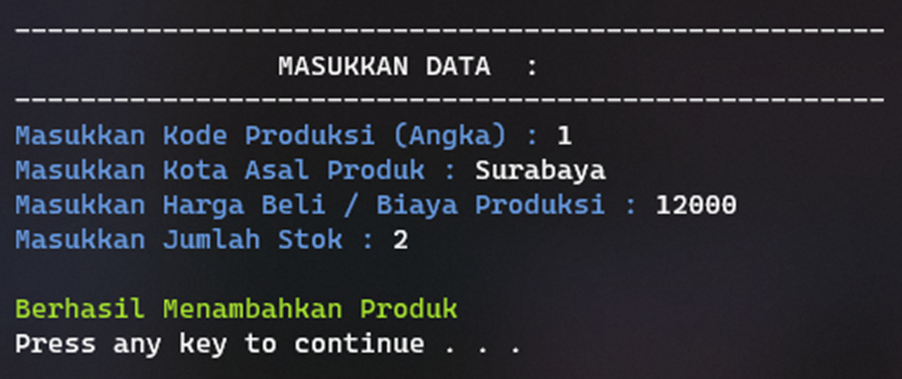 -----------------------------------------------------
MASUKKAN DATA :
-----------------------------------------------------
Masukkan Kode Produksi (Angka) : 1
Masukkan Kota Asal Produk : Surabaya
Masukkan Harga Beli / Biaya Produksi : 12000
Masukkan Jumlah Stok : 2
Berhasil Menambahkan Produk
Press any key to continue . . .